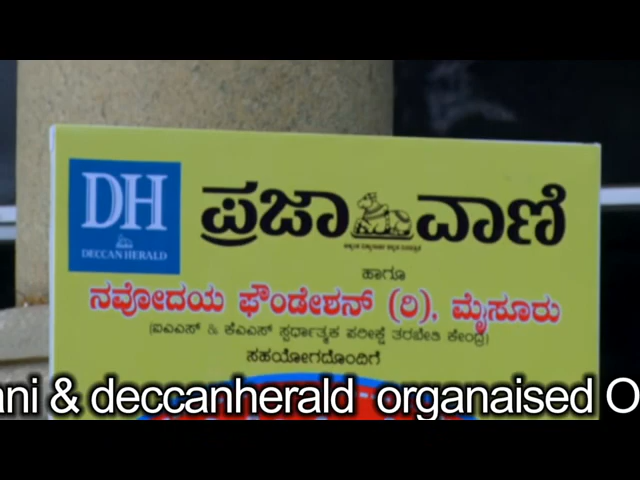 DH
DECCAN HERALD
ಪ್ರಜಾವಾಣಿ
ಹಾಗೂ
ನವೋದಯ ಫೌಂಡೇಶನ್ (ರಿ), ಮೈಸೂರು
(ಐಎಎಸ್ & ಕೆಎಎಸ್ ಸ್ಪರ್ಧಾತ್ಮಕ ಪರೀಕ್ಷೆ ತರಬೇತಿ ಕೇಂದ್ರ)
ಸಹಯೋಗದೊಂದಿಗೆ
ani & deccanherald organaised O